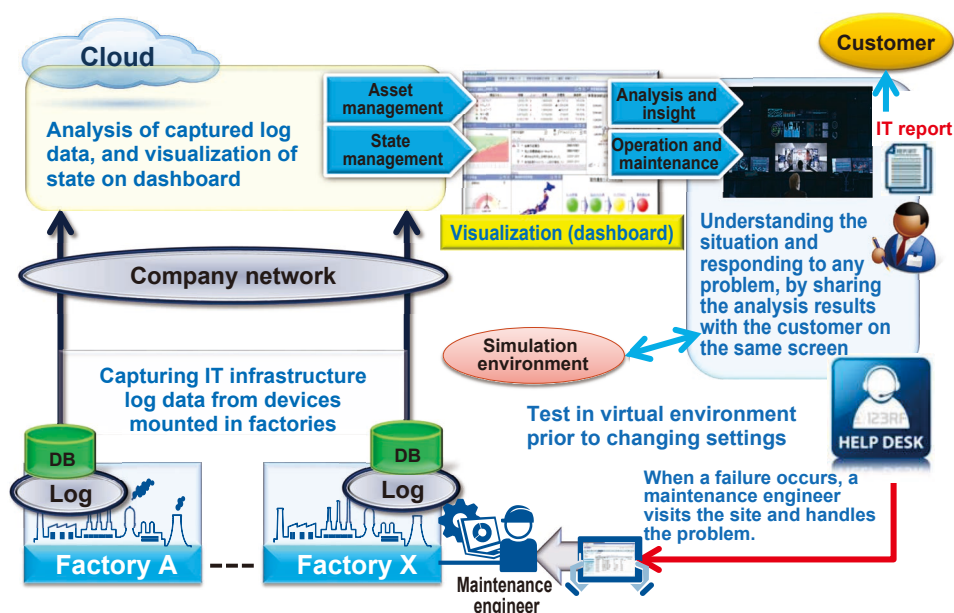 Cloud
Customer
Asset
management
State
management
Analysis and
insight
Operation and
maintenance
IT report
Analysis of captured log
data, and visualization of
state on dashboard
Visualization (dashboard)
Understanding the
situation and
responding to any
problem, by sharing
the analysis results
with the customer on
the same screen
Company network
Simulation
environment
Capturing IT infrastructure
log data from devices
mounted in factories
Test in virtual environment
prior to changing settings
123RF
HELP DESK
DB
Log
DB
Log
When a failure occurs, a
maintenance engineer
visits the site and handles
the problem.
Factory A
Factory X
Maintenance
engineer